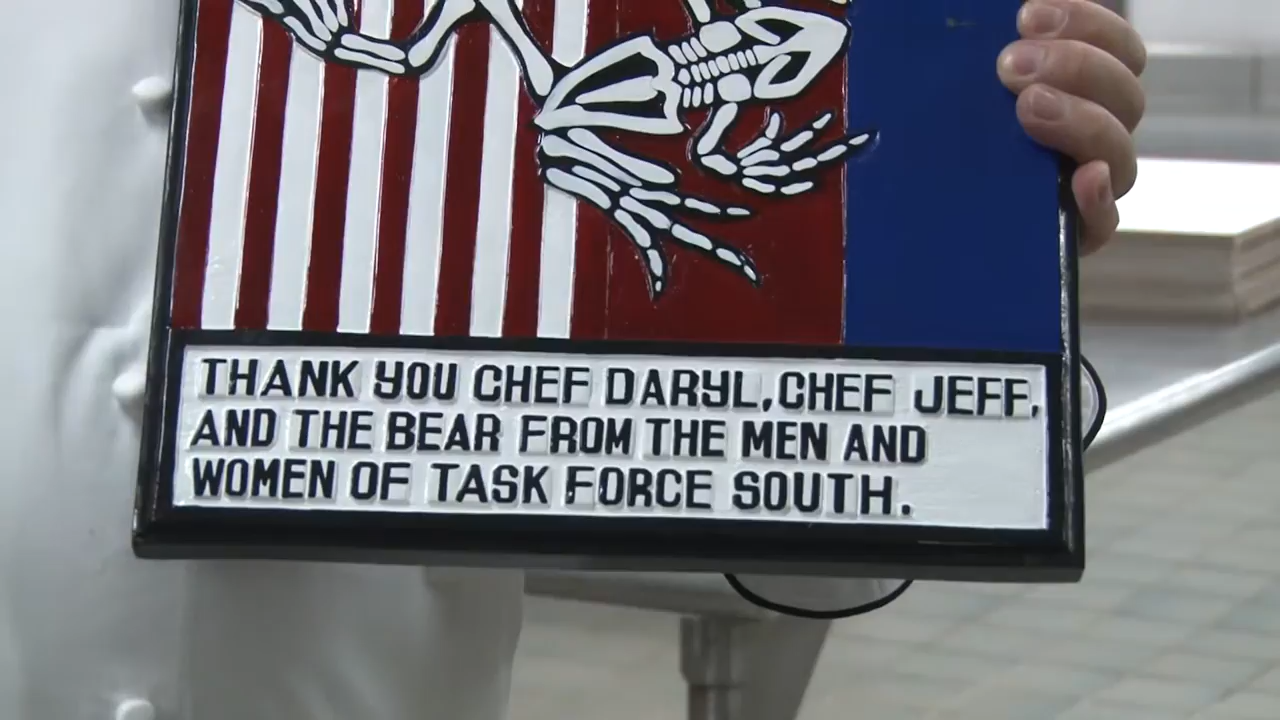 THANK YOU CHEF DARYL, CHEF JEFF,
AND THE BEAR FROM THE MEN AND
WOMEN OF TASK FORCE SOUTH.